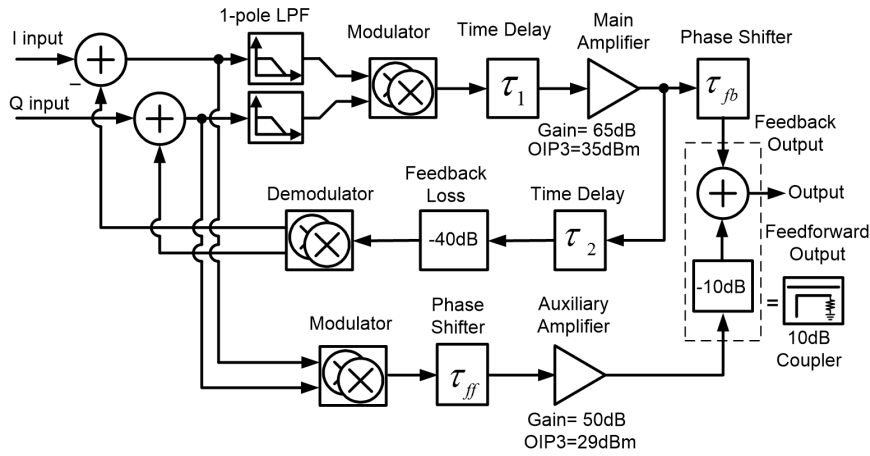 1-pole LPF
I input
Modulator
Time Delay
Main
Amplifier
Phase Shifter
−
τ1
τfb
Q input
Gain= 65dB
OIP3=35dBm
Feedback
Output
Demodulator
Feedback
Loss
Time Delay
Output
-40dB
τ2
Feedforward
Output
-10dB
=
10dB
Coupler
Modulator
Phase
Shifter
Auxiliary
Amplifier
τff
Gain= 50dB
OIP3=29dBm